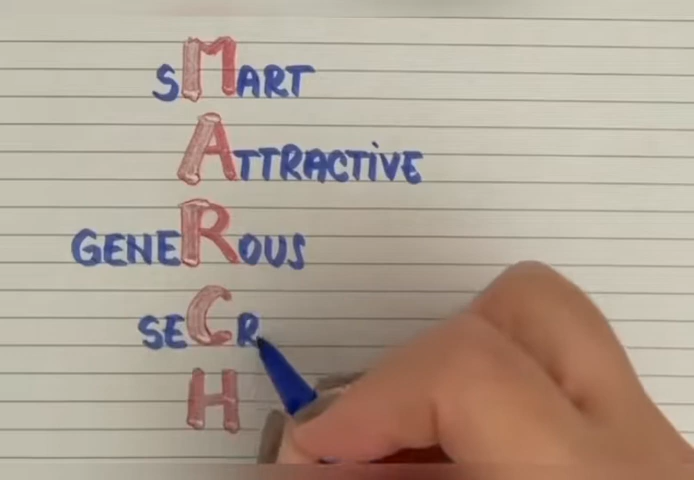 SMART
ATTRACTIVE
GENEROUS
SECR
H